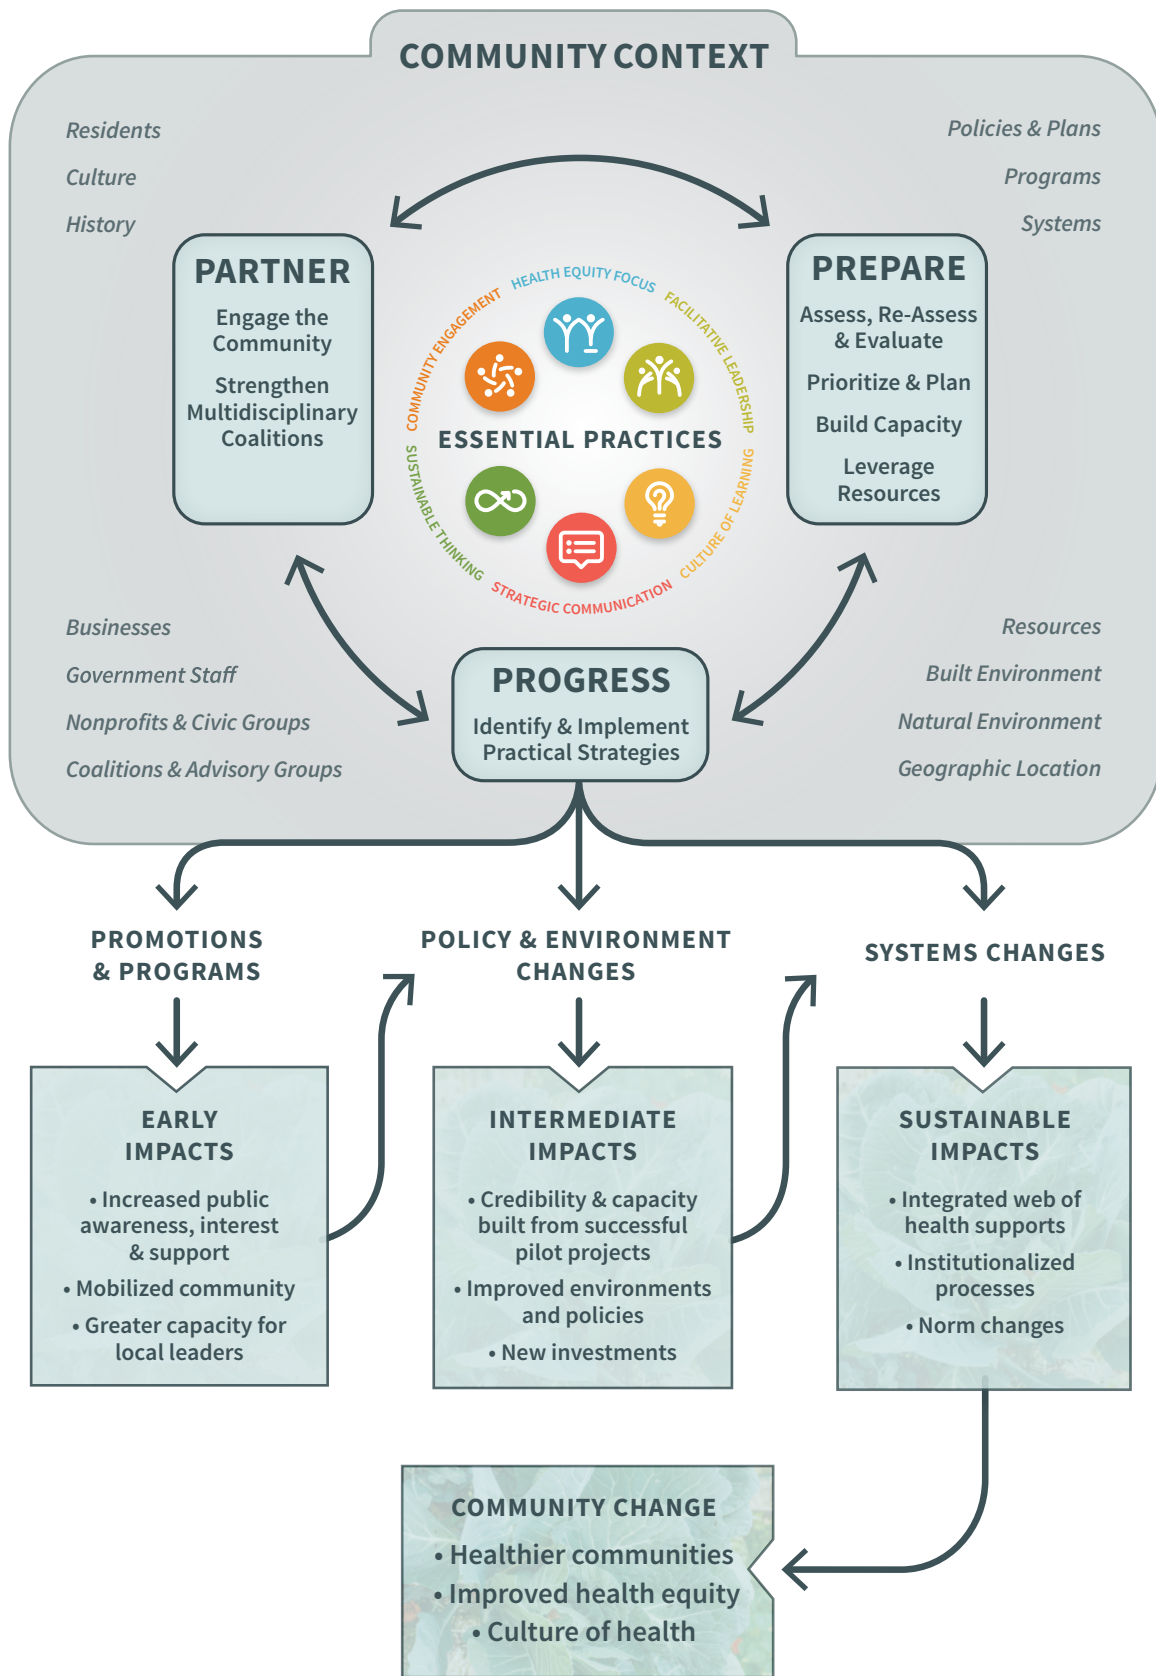 COMMUNITY CONTEXT
Residents
Culture
History
Policies & Plans
Programs
Systems
PARTNER
Engage the
Community
Strengthen
Multidisciplinary
Coalitions
COMMUNITY ENGAGEMENT
HEALTH EQUITY FOCUS
FACILITATIVE LEADERSHIP
ESSENTIAL PRACTICES
SUSTAINABLE THINKING
STRATEGIC COMMUNICATION
CULTURE OF LEARNING
PREPARE
Assess, Re-Assess
& Evaluate
Prioritize & Plan
Build Capacity
Leverage
Resources
Businesses
Government Staff
Nonprofits & Civic Groups
Coalitions & Advisory Groups
PROGRESS
Identify & Implement
Practical Strategies
Resources
Built Environment
Natural Environment
Geographic Location
PROMOTIONS
& PROGRAMS
POLICY & ENVIRONMENT
CHANGES
SYSTEMS CHANGES
EARLY
IMPACTS
• Increased public
awareness, interest
& support
• Mobilized community
• Greater capacity for
local leaders
INTERMEDIATE
IMPACTS
• Credibility & capacity
built from successful
pilot projects
• Improved environments
and policies
• New investments
SUSTAINABLE
IMPACTS
• Integrated web of
health supports
• Institutionalized
processes
• Norm changes
COMMUNITY CHANGE
• Healthier communities
• Improved health equity
• Culture of health